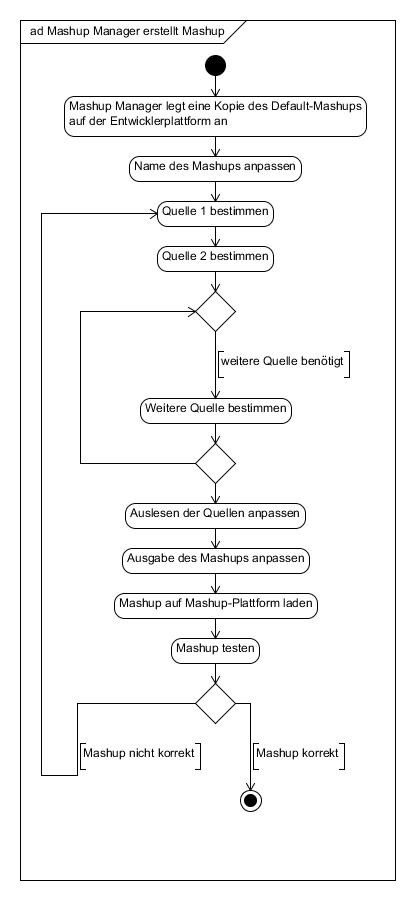 ad Mashup Manager erstellt Mashup
Mashup Manager legt eine Kopie des Default-Mashups
auf der Entwicklerplattform an
Name des Mashups anpassen
Quelle 1 bestimmen
Quelle 2 bestimmen
[weitere Quelle benötigt]
Weitere Quelle bestimmen
Auslesen der Quellen anpassen
Ausgabe des Mashups anpassen
Mashup auf Mashup-Plattform laden
Mashup testen
[Mashup nicht korrekt]
[Mashup korrekt]